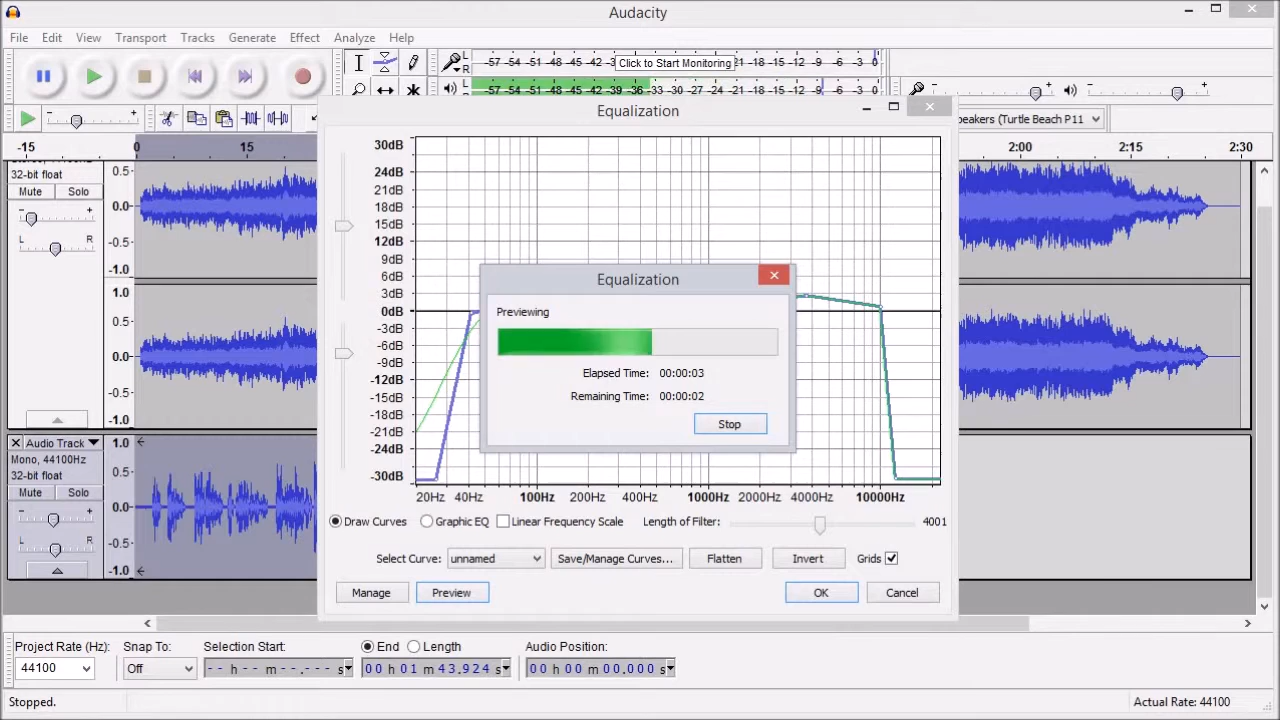 Audacity
File Edit View Transport Tracks Generate Effect Analyze Help
L
R
-57 -54 -51 -48 -45 -4 Click to Start Monitoring 21 -18 -15 -12 -9 -6 -3 0
-57 -54 -51 -48 -45 -42 -39 -36 -33 -30 -27 -24 -21 -18 -15 -12 -9 -6 -3 0
Equalization
peakers (Turtle Beach P11
-15 0 15 2:00 2:15 2:30
32-bit float
Mute Solo
- +
L R
0.5
0.0
-0.5
-1.0
1.0
0.5
0.0
-0.5
-1.0
Audio Track
Mono, 44100Hz
32-bit float
Mute Solo
- +
L R
1.0
0.5
0.0
-0.5
-1.0
30dB
24dB
21dB
18dB
15dB
12dB
9dB
6dB
3dB
0dB
-3dB
-6dB
-9dB
-12dB
-15dB
-18dB
-21dB
-24dB
-30dB
20Hz 40Hz 100Hz 200Hz 400Hz 1000Hz 2000Hz 4000Hz 10000Hz
Equalization
Previewing
Elapsed Time: 00:00:03
Remaining Time: 00:00:02
Stop
Draw Curves Graphic EQ Linear Frequency Scale Length of Filter: 4001
Select Curve: unnamed Save/Manage Curves... Flatten Invert Grids
Manage Preview OK Cancel
Project Rate (Hz): Snap To: Selection Start: End Length Audio Position:
44100 Off - - h - - m - - . - - - s 00 h 01 m 43.924 s 00 h 00 m 00.000 s
Stopped. Actual Rate: 44100